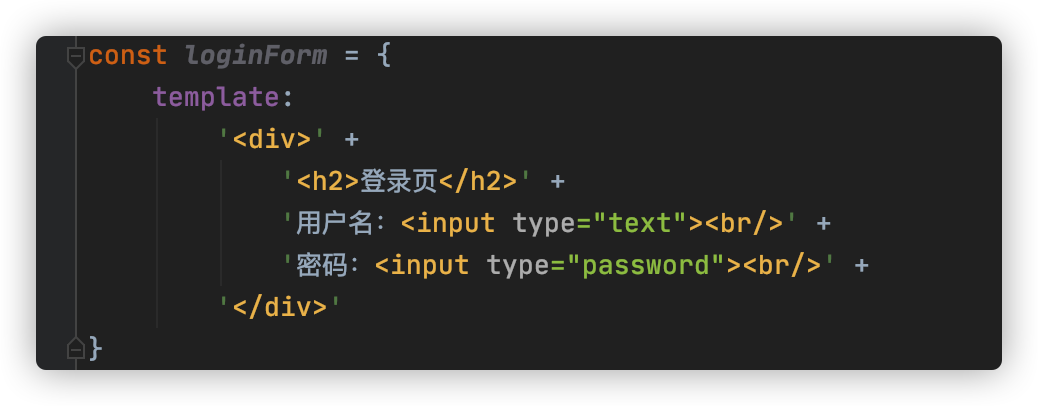 const loginForm = {
template:
'<div>' +
'<h2>登录页</h2>' +
'用户名：<input type="text"><br/>' +
'密码：<input type="password"><br/>' +
'</div>'
}